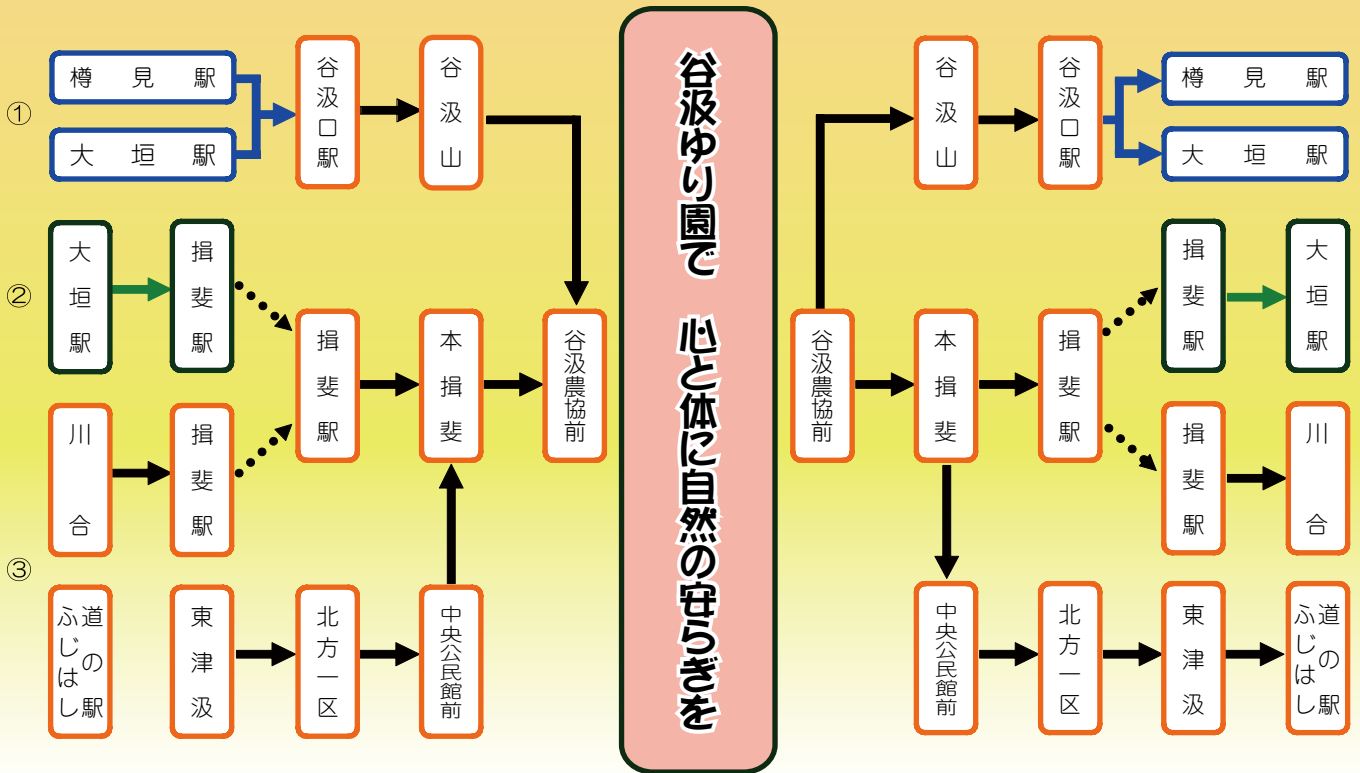 ①
樽見駅
大垣駅
谷汲口駅
谷汲山
②
大垣駅
揖斐駅
川合
揖斐駅
揖斐駅
本揖斐
谷汲農協前
③
道の駅
ふじはし
東津汲
北方一区
中央公民館前
谷汲ゆり園で 心と体に自然の安らぎを
谷汲山
谷汲口駅
樽見駅
大垣駅
谷汲農協前
本揖斐
揖斐駅
揖斐駅
大垣駅
揖斐駅
川合
中央公民館前
北方一区
東津汲
道の駅
ふじはし